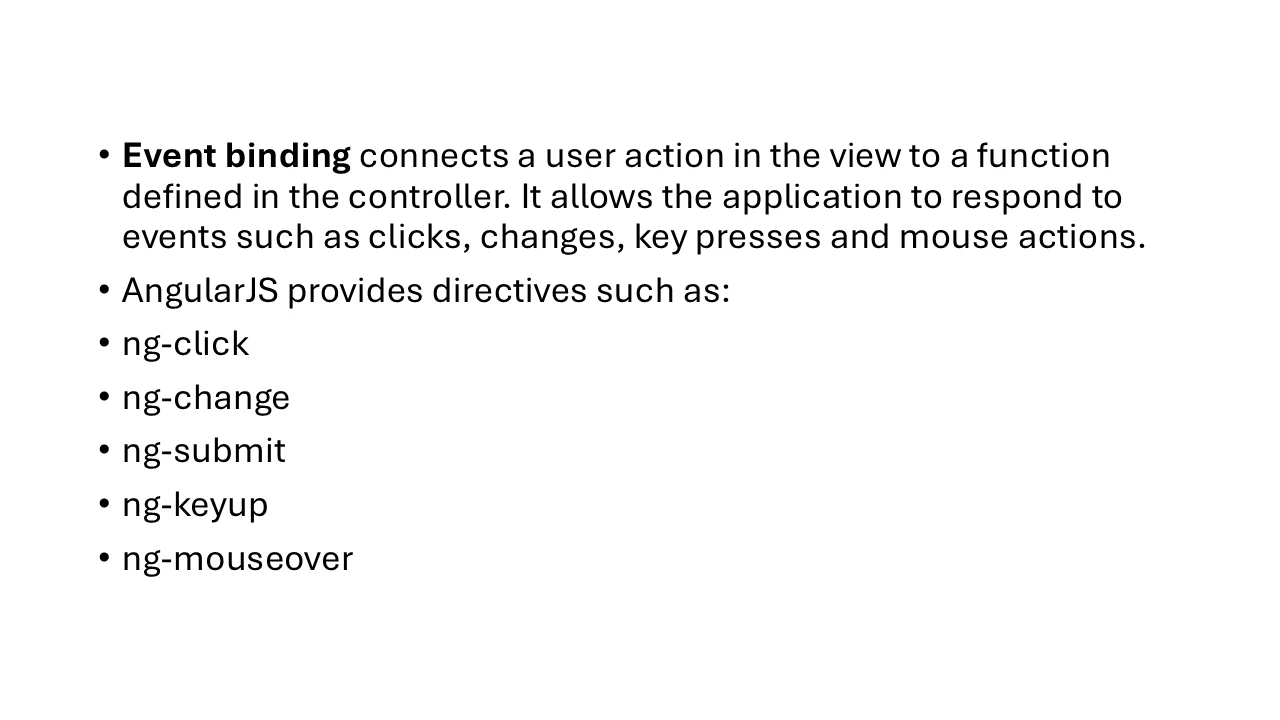 • Event binding connects a user action in the view to a function
defined in the controller. It allows the application to respond to
events such as clicks, changes, key presses and mouse actions.
• AngularJS provides directives such as:
• ng-click
• ng-change
• ng-submit
• ng-keyup
• ng-mouseover